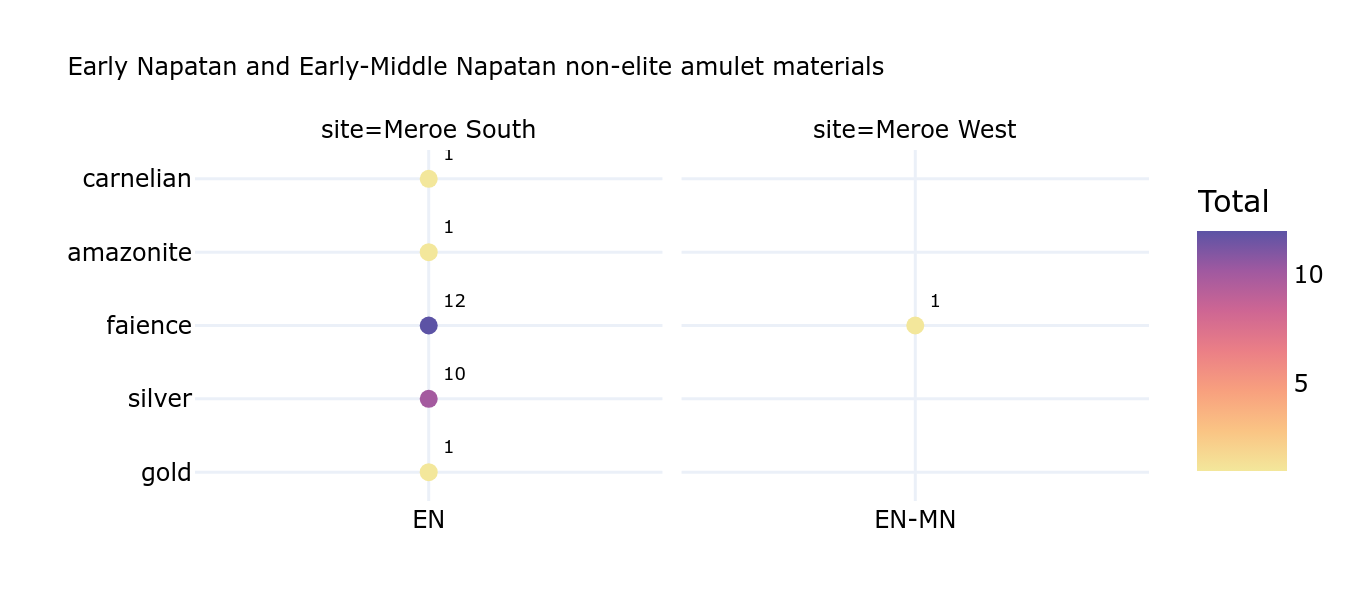 Early Napatan and Early-Middle Napatan non-elite amulet materials
site=Meroe South
site=Meroe West
carnelian
1
amazonite
1
faience
12
1
silver
10
gold
1
EN
EN-MN
Total
10
5